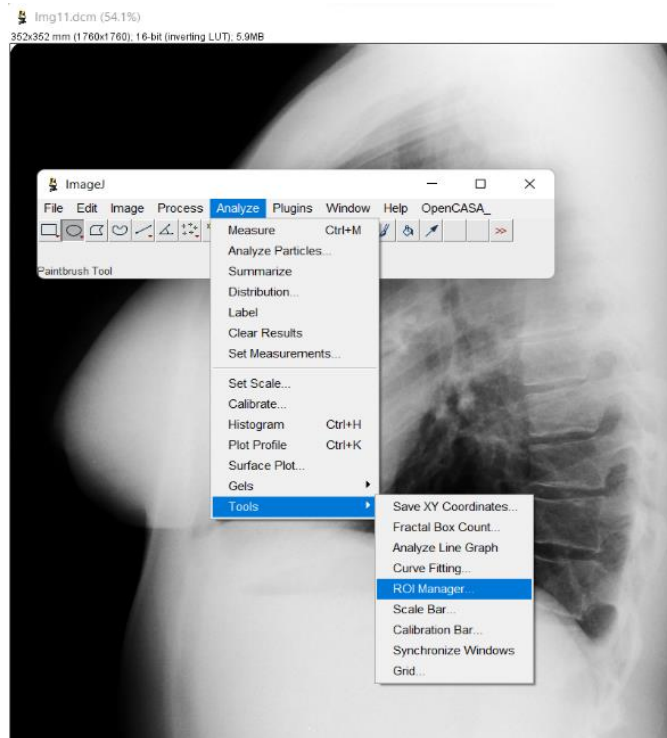 Img11.dcm (54.1%)
352x352 mm (1760x1760); 16-bit (inverting LUT); 5.9MB
ImageJ
File Edit Image Process Analyze Plugins Window Help OpenCASA_
>>
Paintbrush Tool
Measure Ctrl+M
Analyze Particles...
Summarize
Distribution...
Label
Clear Results
Set Measurements...
Set Scale...
Calibrate...
Histogram Ctrl+H
Plot Profile Ctrl+K
Surface Plot...
Gels
Tools
Save XY Coordinates...
Fractal Box Count...
Analyze Line Graph
Curve Fitting...
ROI Manager...
Scale Bar...
Calibration Bar...
Synchronize Windows
Grid...